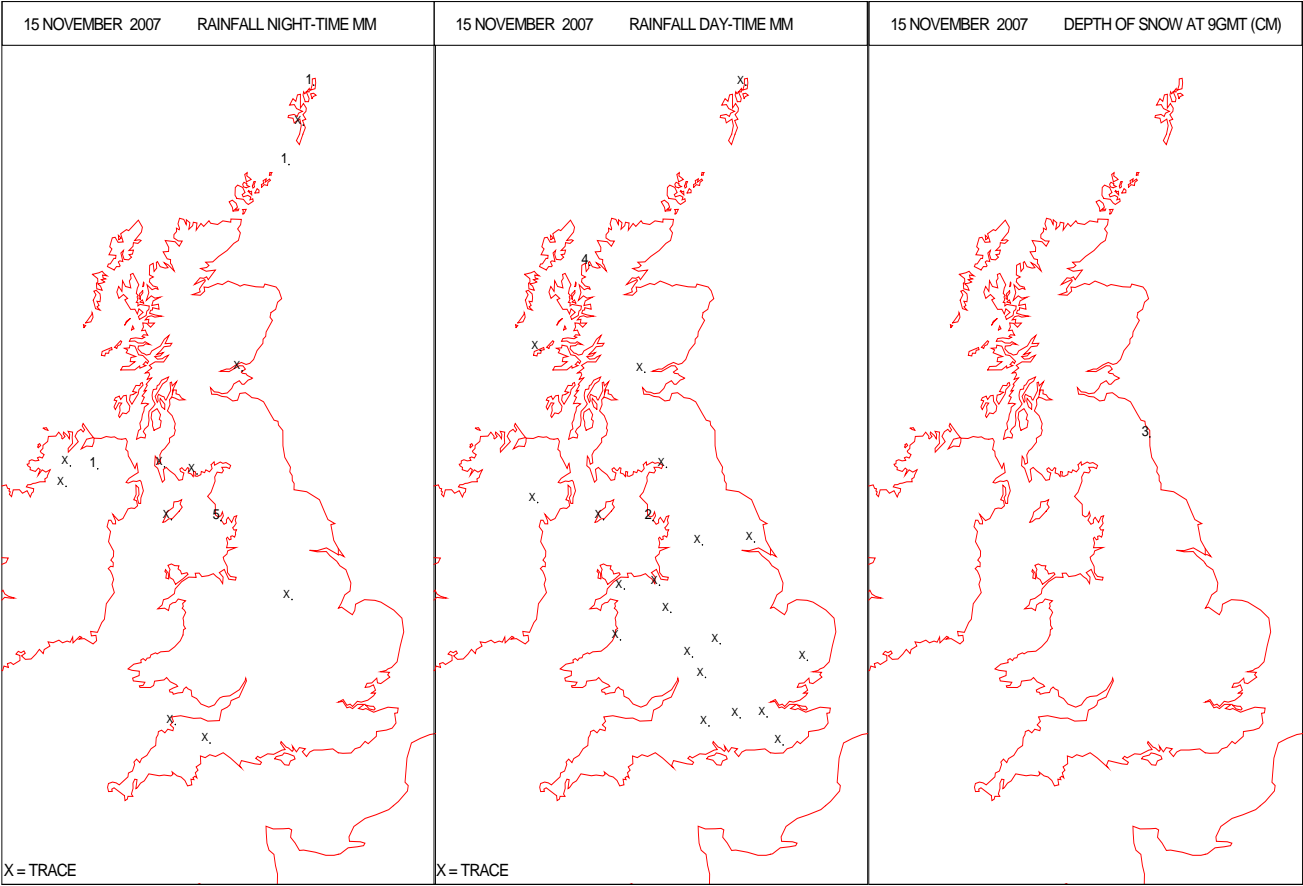 15 NOVEMBER 2007 RAINFALL NIGHT-TIME MM
1.
X.
1.
X.
X. 1. X. X.
X.
X. 5.
X.
X.
X.
X = TRACE
15 NOVEMBER 2007 RAINFALL DAY-TIME MM
X.
4.
X.
X.
X.
X.
X. 2.
X. X.
X. X.
X.
X. X.
X. X.
X.
X. X. X.
X.
X = TRACE
15 NOVEMBER 2007 DEPTH OF SNOW AT 9GMT (CM)
3.